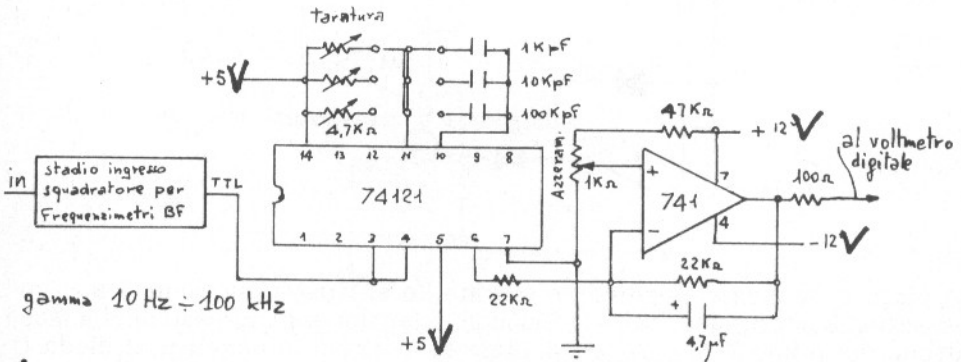 taratura
+5V
1KpF
10KpF
100KpF
4,7KΩ
14 13 12 11 10 9 8
74121
1 2 3 4 5 6 7
in
stadio ingresso
squadratore per
Frequenzimetri BF
TTL
gamma 10 Hz ÷ 100 kHz
+5V
22KΩ
Azzeram.
1KΩ
47KΩ
+12V
+
741
-
7
4
-12V
100Ω
al voltmetro
digitale
22KΩ
+
4,7µF